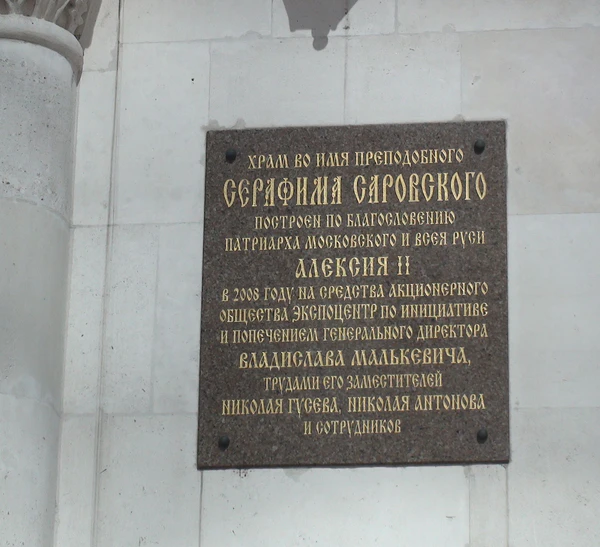 ХРАМ ВО ИМЯ ПРЕПОДОБНОГО
СЕРАФИМА САРОВСКОГО
ПОСТРОЕН ПО БЛАГОСЛОВЕНИЮ
ПАТРИАРХА МОСКОВСКОГО И ВСЕЯ РУСИ
АЛЕКСИЯ II
В 2008 ГОДУ НА СРЕДСТВА АКЦИОНЕРНОГО
ОБЩЕСТВА ЭКСПОЦЕНТР ПО ИНИЦИАТИВЕ
И ПОПЕЧЕНИЕМ ГЕНЕРАЛЬНОГО ДИРЕКТОРА
ВЛАДИСЛАВА МАЛЬКЕВИЧА,
ТРУДАМИ ЕГО ЗАМЕСТИТЕЛЕЙ
НИКОЛАЯ ГУСЕВА, НИКОЛАЯ АНТОНОВА
И СОТРУДНИКОВ